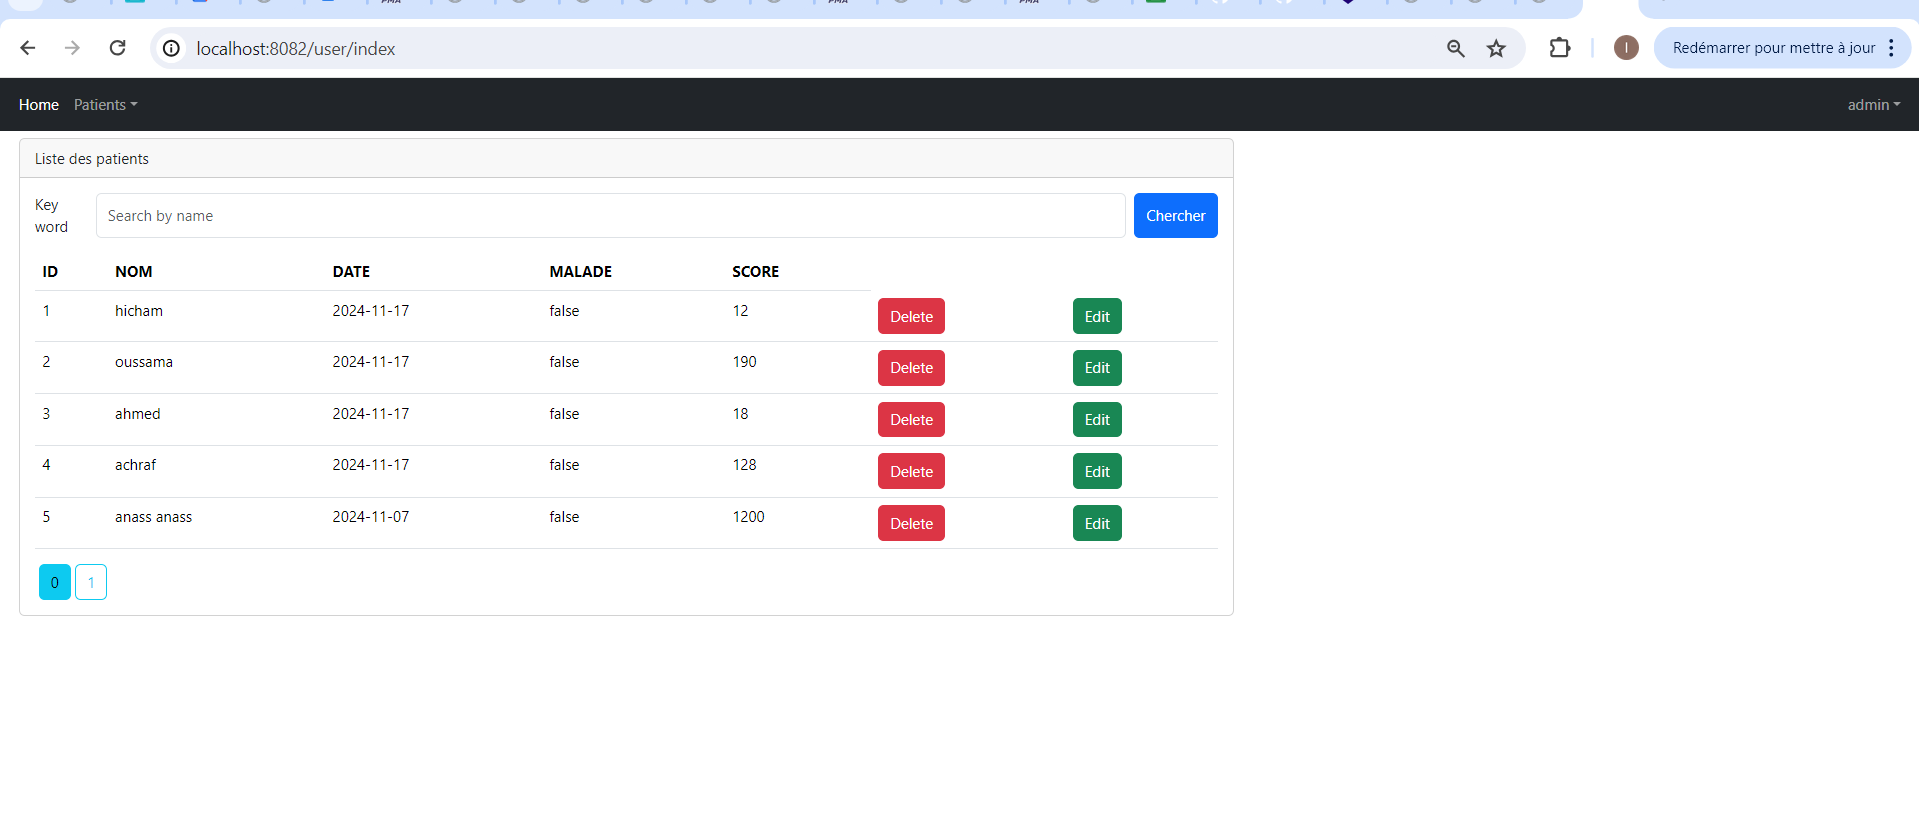 localhost:8082/user/index
I
Redémarrer pour mettre à jour
Home Patients admin
Liste des patients
Key word Search by name Chercher
ID NOM DATE MALADE SCORE
1 hicham 2024-11-17 false 12 Delete Edit
2 oussama 2024-11-17 false 190 Delete Edit
3 ahmed 2024-11-17 false 18 Delete Edit
4 achraf 2024-11-17 false 128 Delete Edit
5 anass anass 2024-11-07 false 1200 Delete Edit
0 1